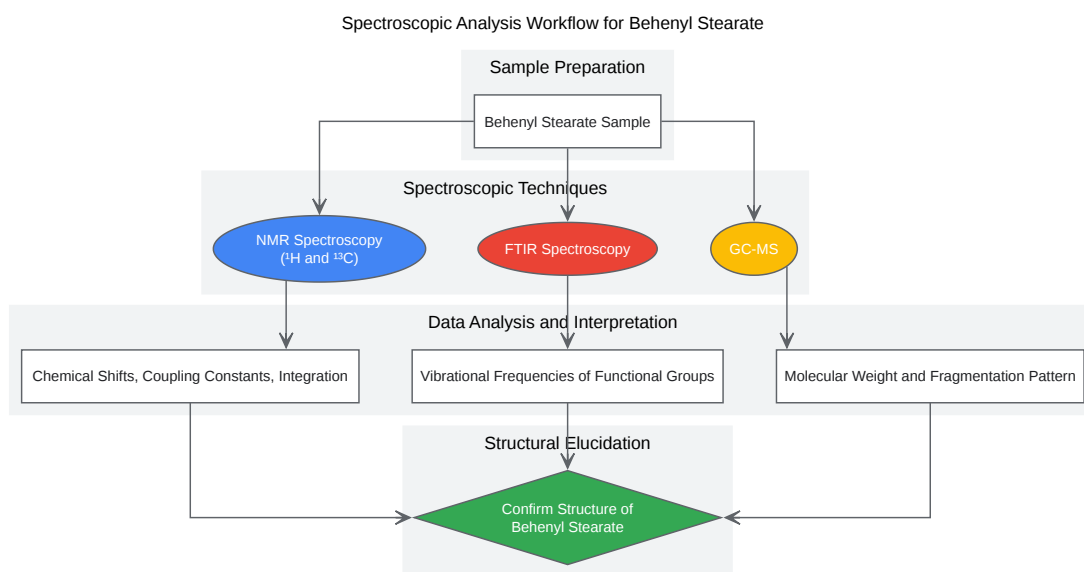 Spectroscopic Analysis Workflow for Behenyl Stearate
Sample Preparation
Behenyl Stearate Sample
Spectroscopic Techniques
NMR Spectroscopy
(¹H and ¹³C)
FTIR Spectroscopy
GC-MS
Data Analysis and Interpretation
Chemical Shifts, Coupling Constants, Integration
Vibrational Frequencies of Functional Groups
Molecular Weight and Fragmentation Pattern
Structural Elucidation
Confirm Structure of
Behenyl Stearate